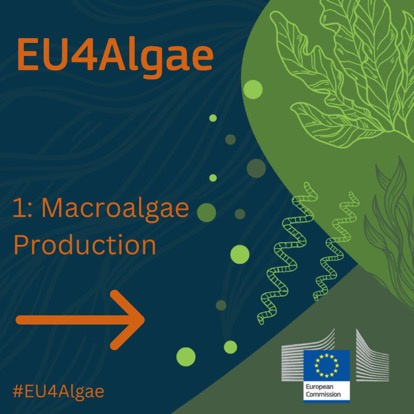 EU4Algae
1: Macroalgae
Production
#EU4Algae
European
Commission